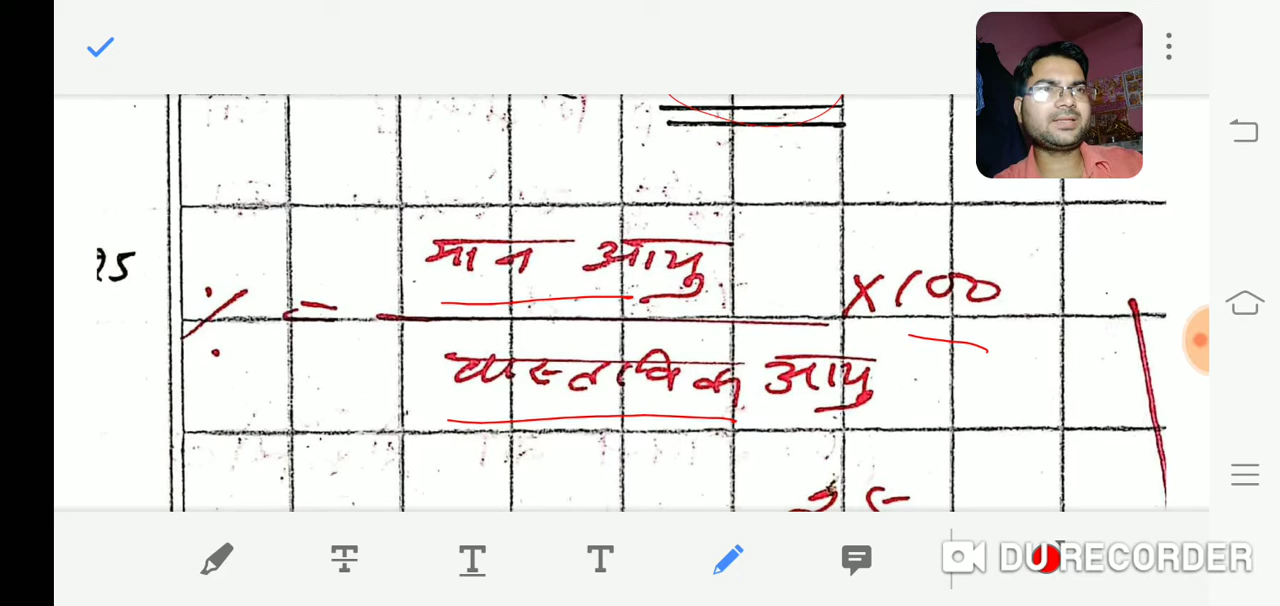 25
मान आयु
% = ———— × 100
वास्तविक आयु
DU RECORDER